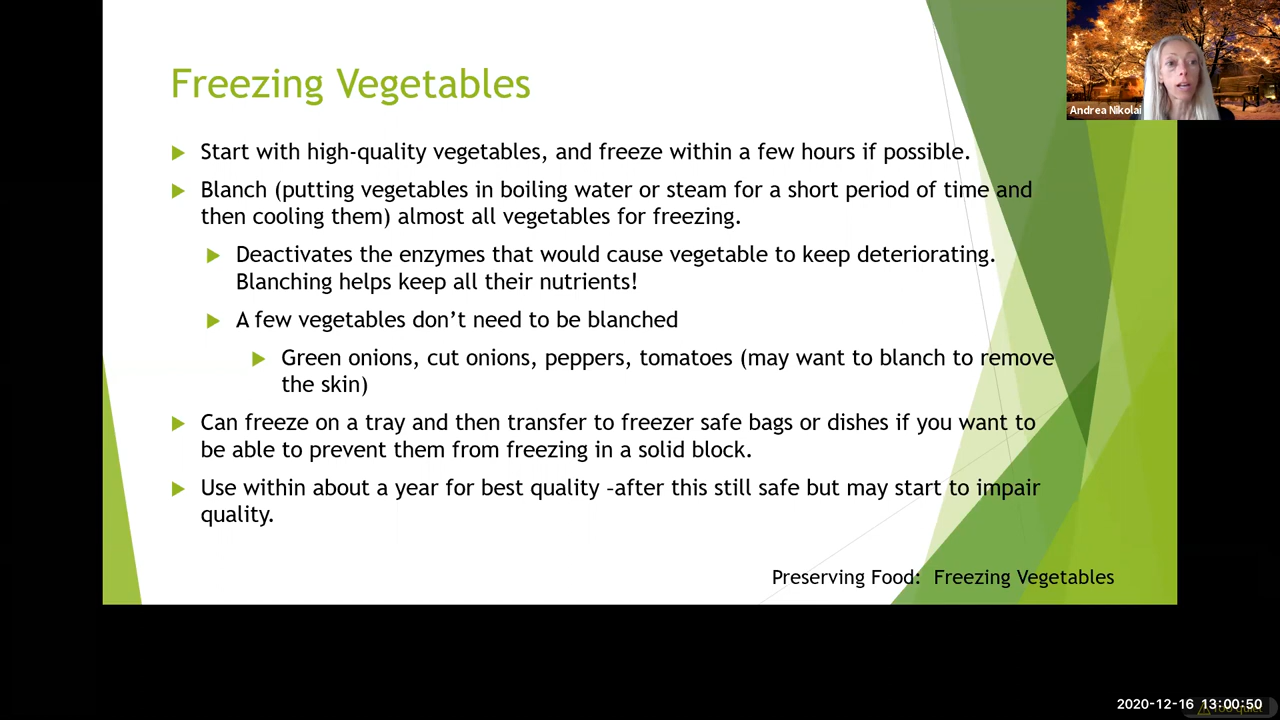 Freezing Vegetables
Andrea Nikolai
Start with high-quality vegetables, and freeze within a few hours if possible.
Blanch (putting vegetables in boiling water or steam for a short period of time and
then cooling them) almost all vegetables for freezing.
Deactivates the enzymes that would cause vegetable to keep deteriorating.
Blanching helps keep all their nutrients!
A few vegetables don't need to be blanched
Green onions, cut onions, peppers, tomatoes (may want to blanch to remove
the skin)
Can freeze on a tray and then transfer to freezer safe bags or dishes if you want to
be able to prevent them from freezing in a solid block.
Use within about a year for best quality –after this still safe but may start to impair
quality.
Preserving Food:  Freezing Vegetables
2020-12-16 13:00:50